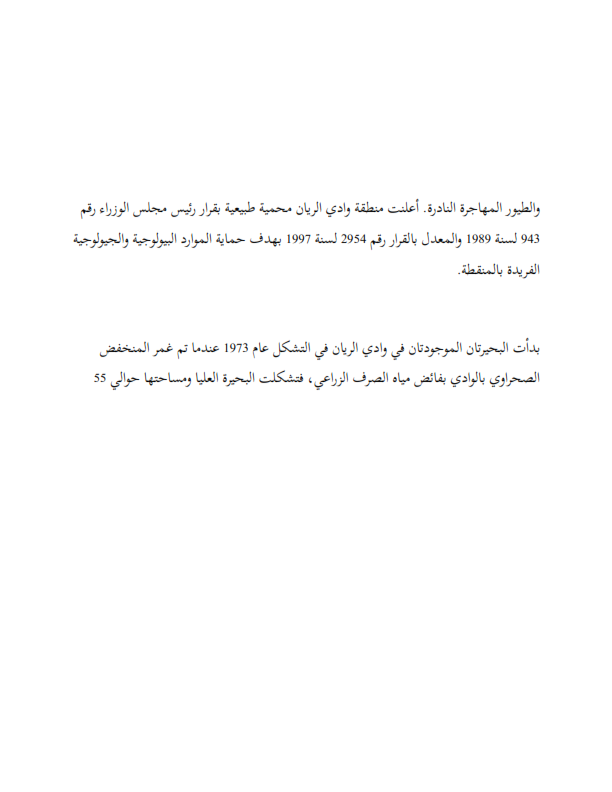 والطيور المهاجرة النادرة. أعلنت منطقة وادي الريان محمية طبيعية بقرار رئيس مجلس الوزراء رقم
943 لسنة 1989 والمعدل بالقرار رقم 2954 لسنة 1997 بهدف حماية الموارد البيولوجية والجيولوجية
الفريدة بالمنقطة.
بدأت البحيرتان الموجودتان في وادي الريان في التشكل عام 1973 عندما تم غمر المنخفض
الصحراوي بالوادي بفائض مياه الصرف الزراعي، فتشكلت البحيرة العليا ومساحتها حوالي 55